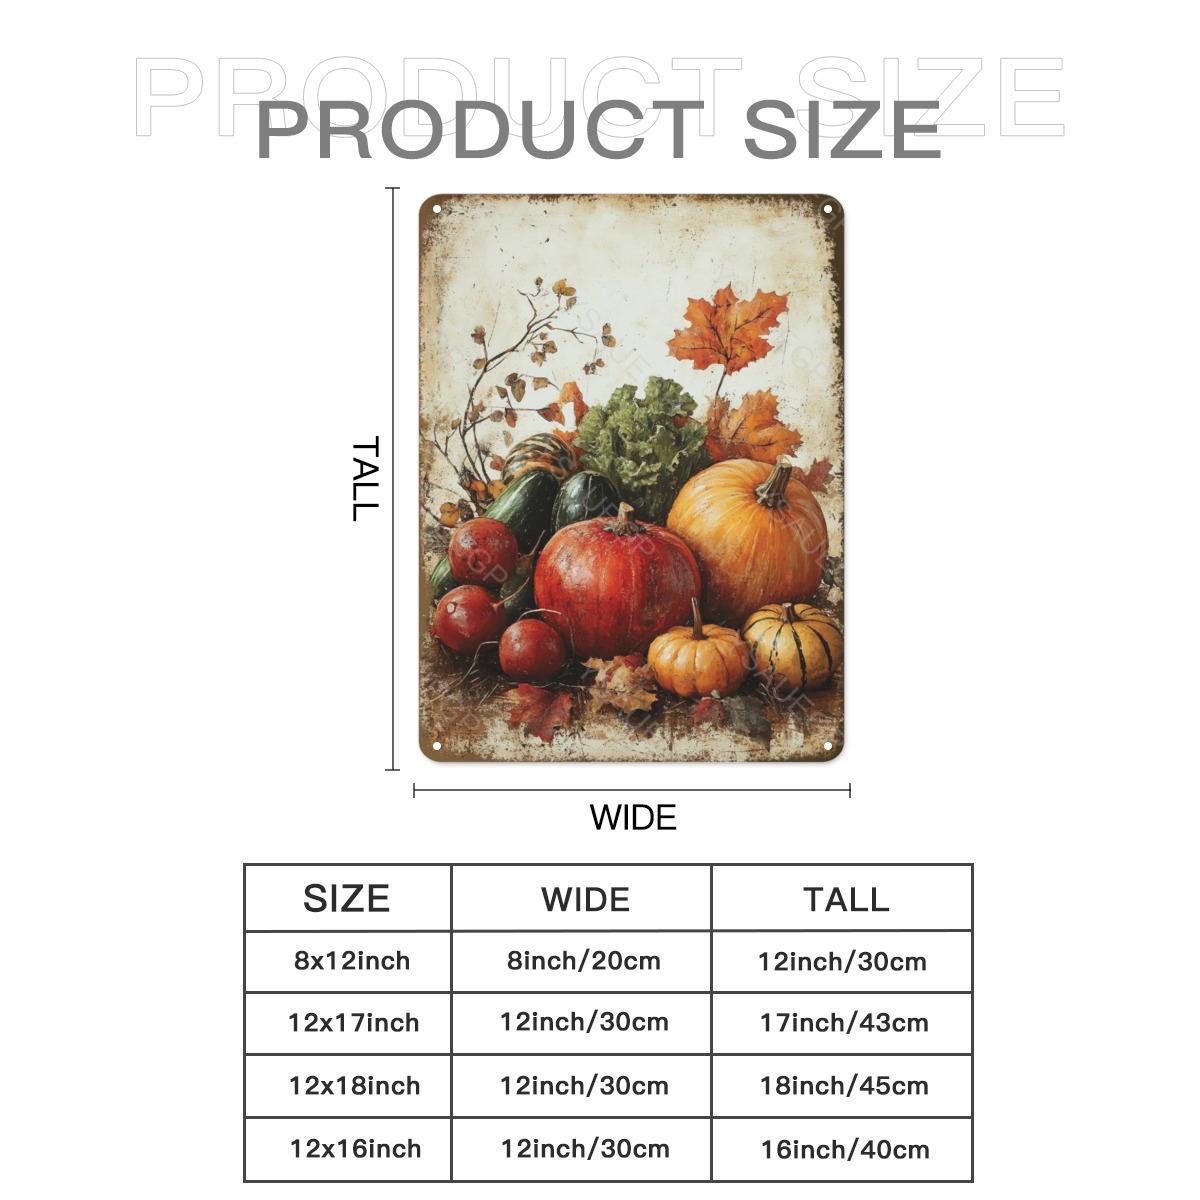 PRODUCT SIZE
PRODUCT SIZE
TALL
WIDE
SIZE WIDE TALL
8x12inch 8inch/20cm 12inch/30cm
12x17inch 12inch/30cm 17inch/43cm
12x18inch 12inch/30cm 18inch/45cm
12x16inch 12inch/30cm 16inch/40cm